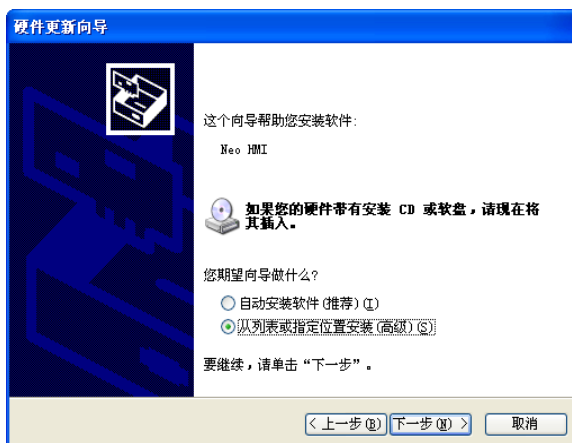 硬件更新向导
这个向导帮助您安装软件:
Neo HMI
如果您的硬件带有安装 CD 或软盘，请现在将
其插入。
您期望向导做什么?
自动安装软件(推荐)(I)
从列表或指定位置安装(高级)(S)
要继续，请单击“下一步”。
< 上一步(B) 下一步(N) > 取消